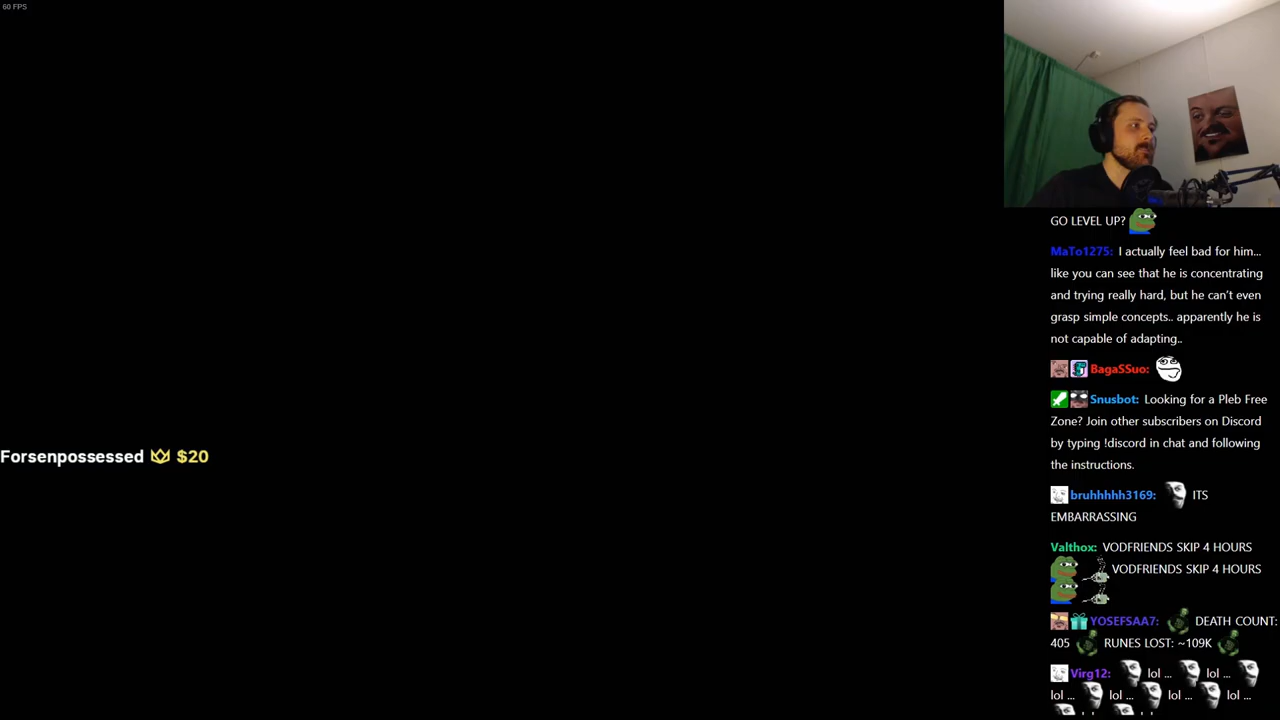 60 FPS
GO LEVEL UP?
MaTo1275: I actually feel bad for him...
like you can see that he is concentrating
and trying really hard, but he can't even
grasp simple concepts.. apparently he is
not capable of adapting..
BagaSSuo:
Snusbot: Looking for a Pleb Free
Zone? Join other subscribers on Discord
by typing !discord in chat and following
the instructions.
Forsenpossessed $20
bruhhhhh3169: ITS
EMBARRASSING
Valthox: VODFRIENDS SKIP 4 HOURS
VODFRIENDS SKIP 4 HOURS
YOSEFSAA7: DEATH COUNT:
405 RUNES LOST: ~109K
Virg12: lol ... lol ...
lol ... lol ... lol ... lol ...